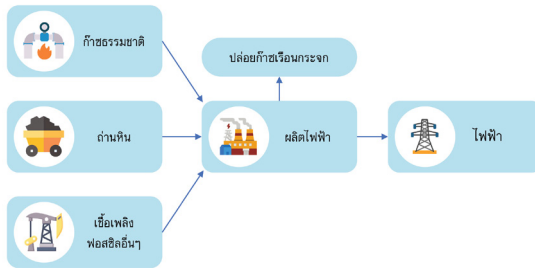 ก๊าซธรรมชาติ
ปล่อยก๊าซเรือนกระจก
ถ่านหิน
ผลิตไฟฟ้า
ไฟฟ้า
เชื้อเพลิง
ฟอสซิลอื่นๆ